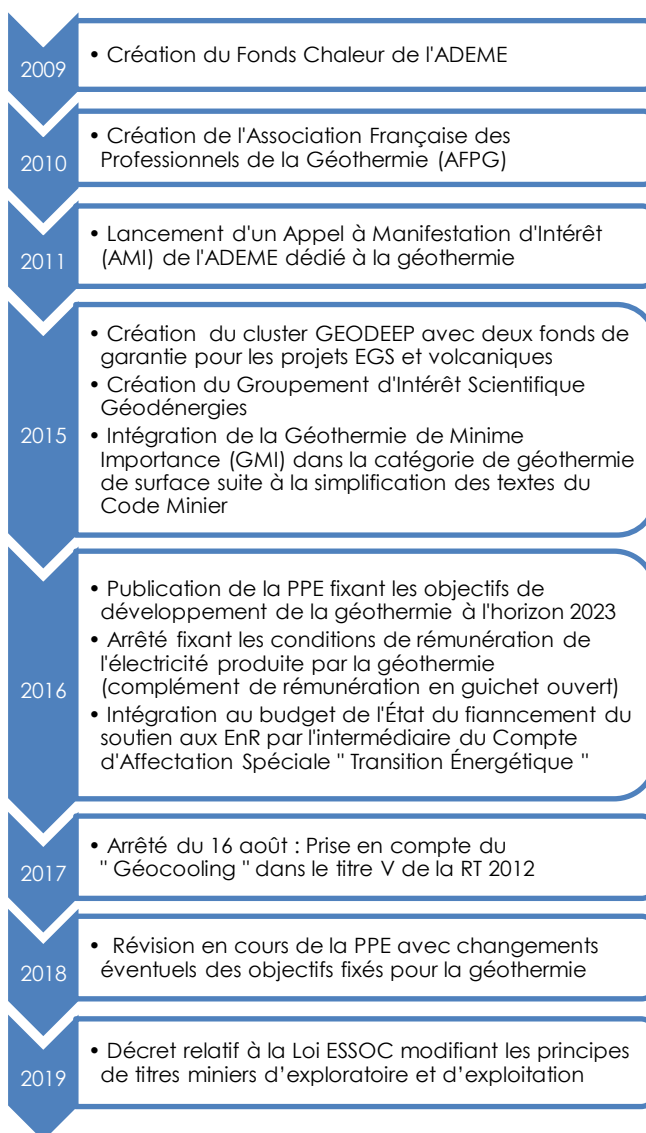 2009
• Création du Fonds Chaleur de l'ADEME
2010
• Création de l'Association Française des
Professionnels de la Géothermie (AFPG)
2011
• Lancement d'un Appel à Manifestation d'Intérêt
(AMI) de l'ADEME dédié à la géothermie
2015
• Création du cluster GEODEEP avec deux fonds de
garantie pour les projets EGS et volcaniques
• Création du Groupement d'Intérêt Scientifique
Géodénergies
• Intégration de la Géothermie de Minime
Importance (GMI) dans la catégorie de géothermie
de surface suite à la simplification des textes du
Code Minier
2016
• Publication de la PPE fixant les objectifs de
développement de la géothermie à l'horizon 2023
• Arrêté fixant les conditions de rémunération de
l'électricité produite par la géothermie
(complément de rémunération en guichet ouvert)
• Intégration au budget de l'État du fianncement du
soutien aux EnR par l'intermédiaire du Compte
d'Affectation Spéciale " Transition Énergétique "
2017
• Arrêté du 16 août : Prise en compte du
" Géocooling " dans le titre V de la RT 2012
2018
• Révision en cours de la PPE avec changements
éventuels des objectifs fixés pour la géothermie
2019
• Décret relatif à la Loi ESSOC modifiant les principes
de titres miniers d’exploratoire et d’exploitation